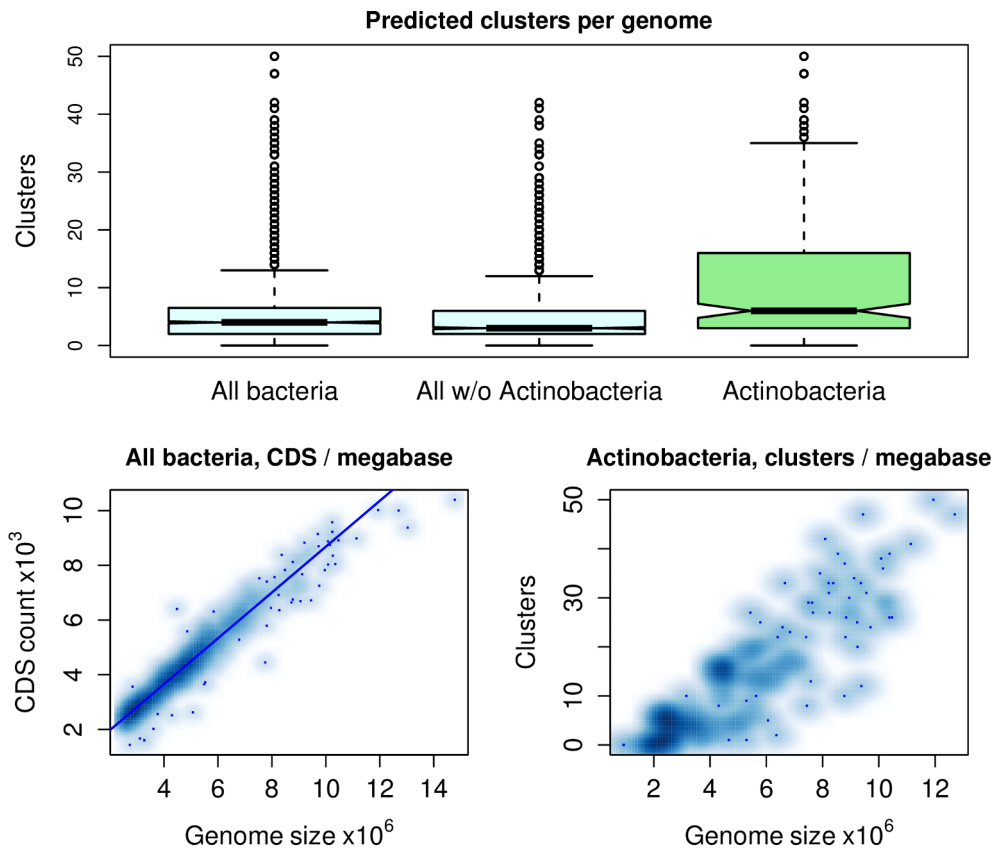 Predicted clusters per genome
Clusters
50
40
30
20
10
0
All bacteria
All w/o Actinobacteria
Actinobacteria
All bacteria, CDS / megabase
CDS count x10³
10
8
6
4
2
4 6 8 10 12 14
Genome size x10⁶
Actinobacteria, clusters / megabase
Clusters
50
30
10
0
2 4 6 8 10 12
Genome size x10⁶